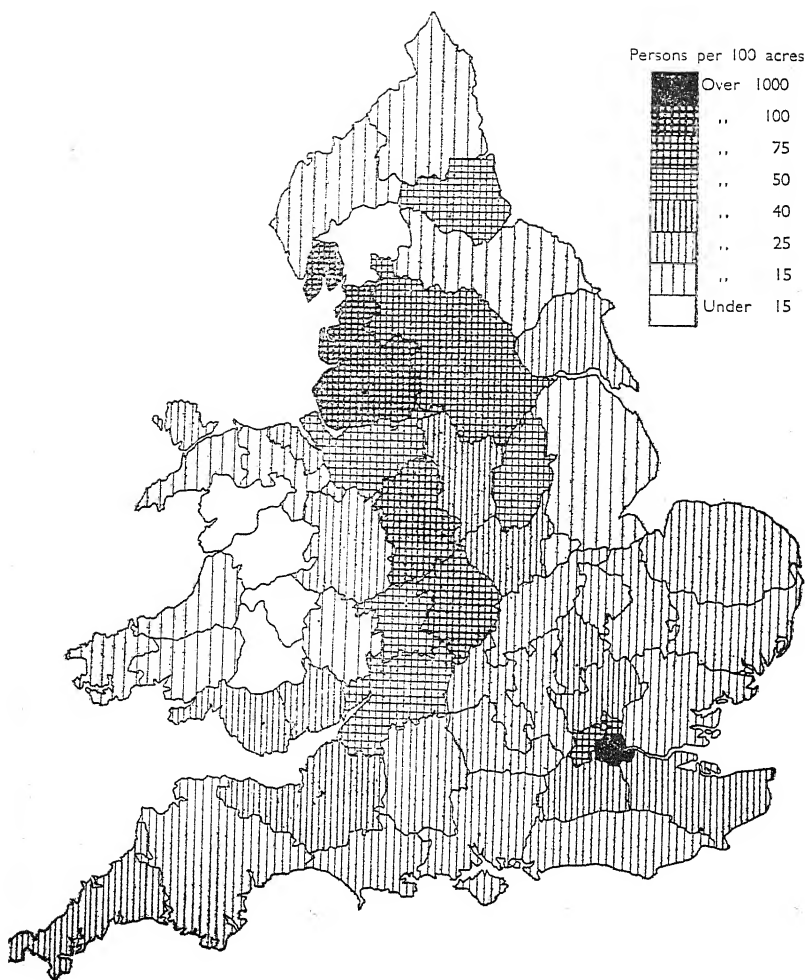 Persons per 100 acres
Over 1000
,, 100
,, 75
,, 50
,, 40
,, 25
,, 15
Under 15